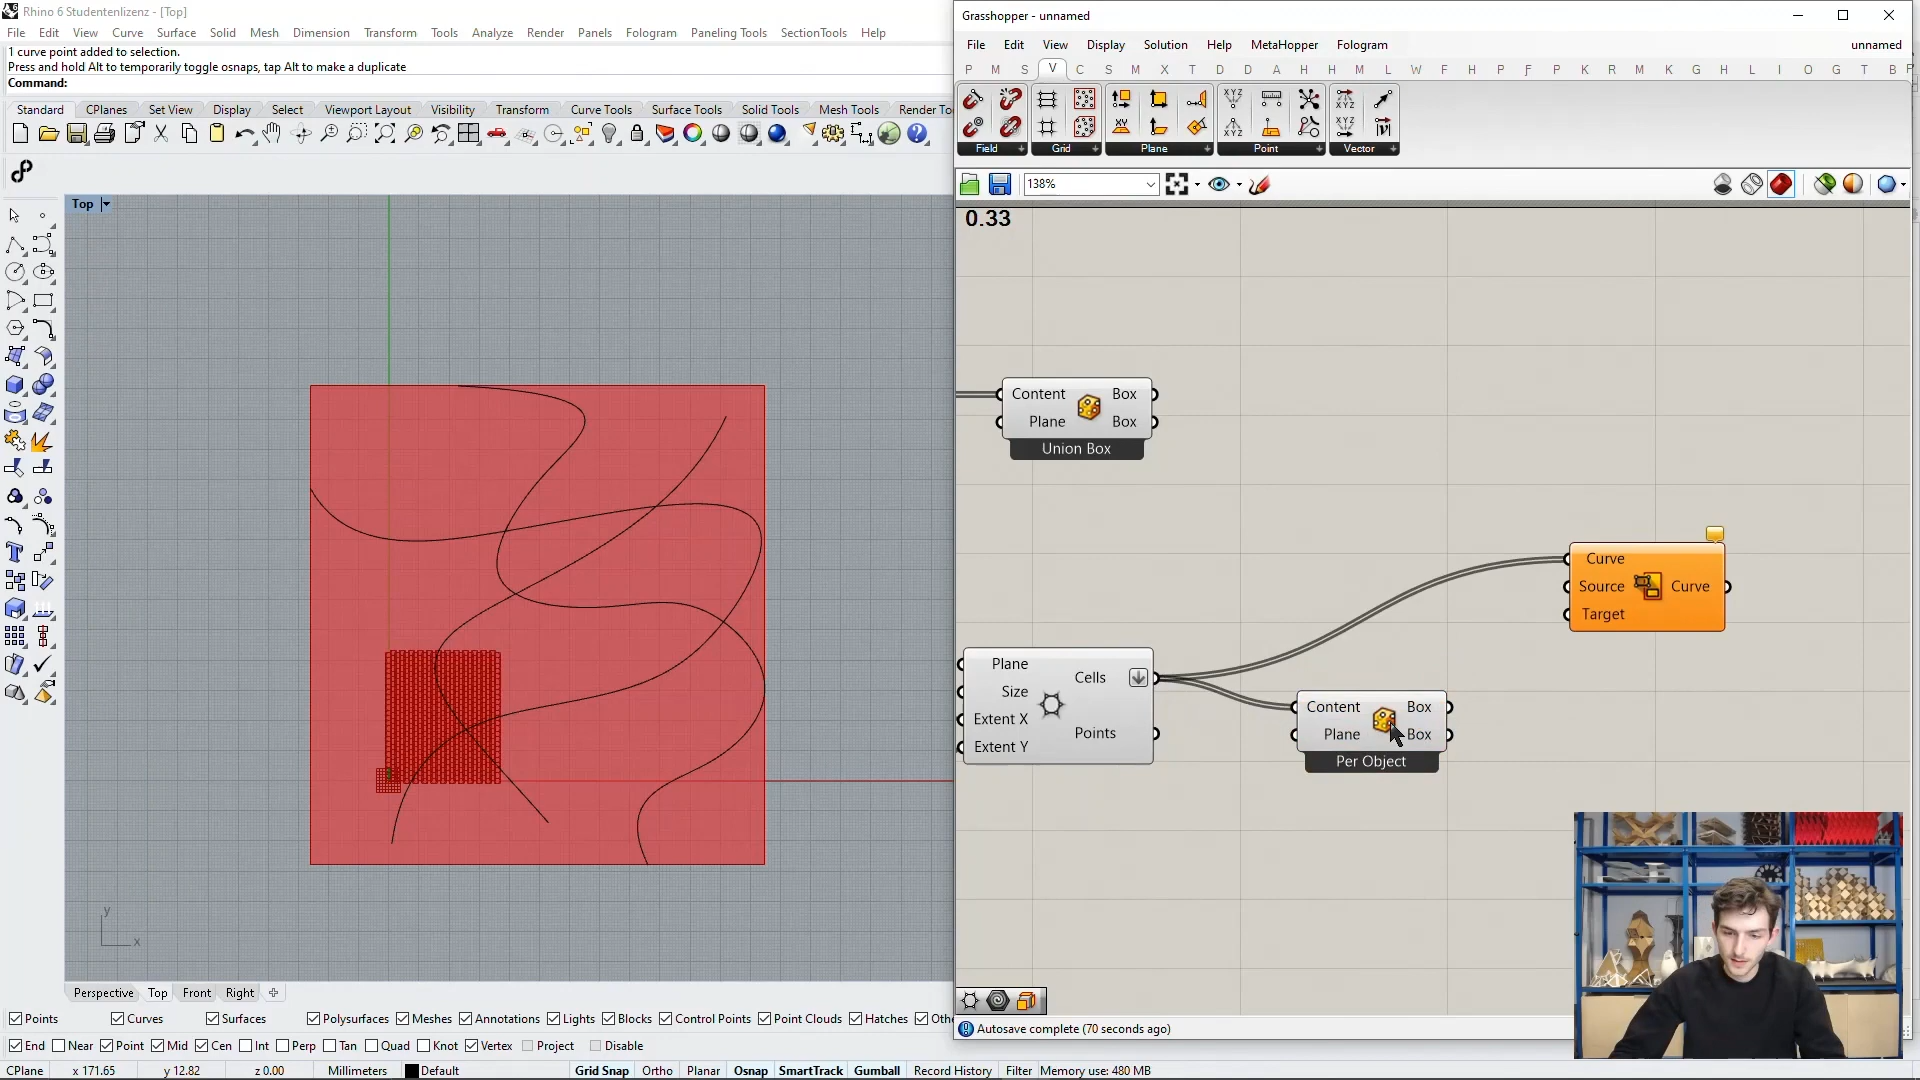 Rhino 6 Studentenlizenz - [Top]
File Edit View Curve Surface Solid Mesh Dimension Transform Tools Analyze Render Panels Fologram Paneling Tools SectionTools Help
1 curve point added to selection.
Press and hold Alt to temporarily toggle osnaps, tap Alt to make a duplicate
Command:
Standard CPlanes Set View Display Select Viewport Layout Visibility Transform Curve Tools Surface Tools Solid Tools Mesh Tools Render To
Top
y
x
Perspective Top Front Right
Points Curves Surfaces Polysurfaces Meshes Annotations Lights Blocks Control Points Point Clouds Hatches Oth
End Near Point Mid Cen Int Perp Tan Quad Knot Vertex Project Disable
CPlane x 171.65 y 12.82 z 0.00 Millimeters Default Grid Snap Ortho Planar Osnap SmartTrack Gumball Record History Filter Memory use: 480 MB
Grasshopper - unnamed
File Edit View Display Solution Help MetaHopper Fologram unnamed
P M S V C S M X T D D A H H M L W F H P F P K R M K G H L I O G T B F
Field Grid Plane Point Vector
138%
0.33
Content Box
Plane Box
Union Box
Curve
Source Curve
Target
Plane
Size Cells
Extent X
Extent Y Points
Content Box
Plane Box
Per Object
Autosave complete (70 seconds ago)